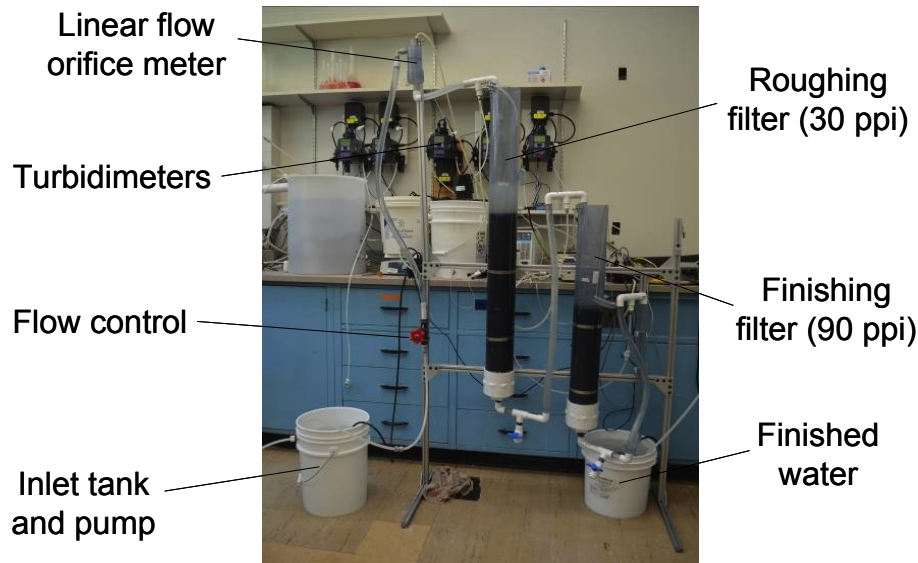 Linear flow
orifice meter
Turbidimeters
Flow control
Inlet tank
and pump
Roughing
filter (30 ppi)
Finishing
filter (90 ppi)
Finished
water